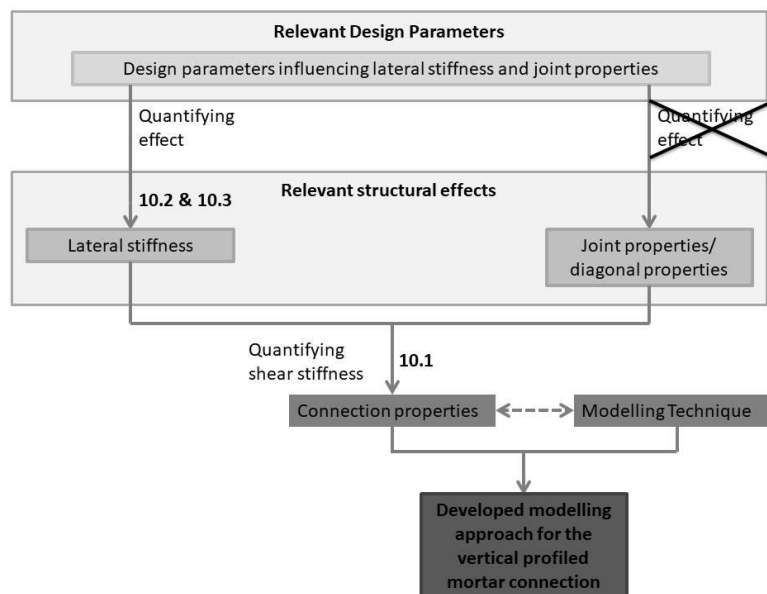 Relevant Design Parameters
Design parameters influencing lateral stiffness and joint properties
Quantifying
effect
Quantifying
effect
Relevant structural effects
10.2 & 10.3
Lateral stiffness
Joint properties/
diagonal properties
Quantifying
shear stiffness
10.1
Connection properties
Modelling Technique
Developed modelling
approach for the
vertical profiled
mortar connection